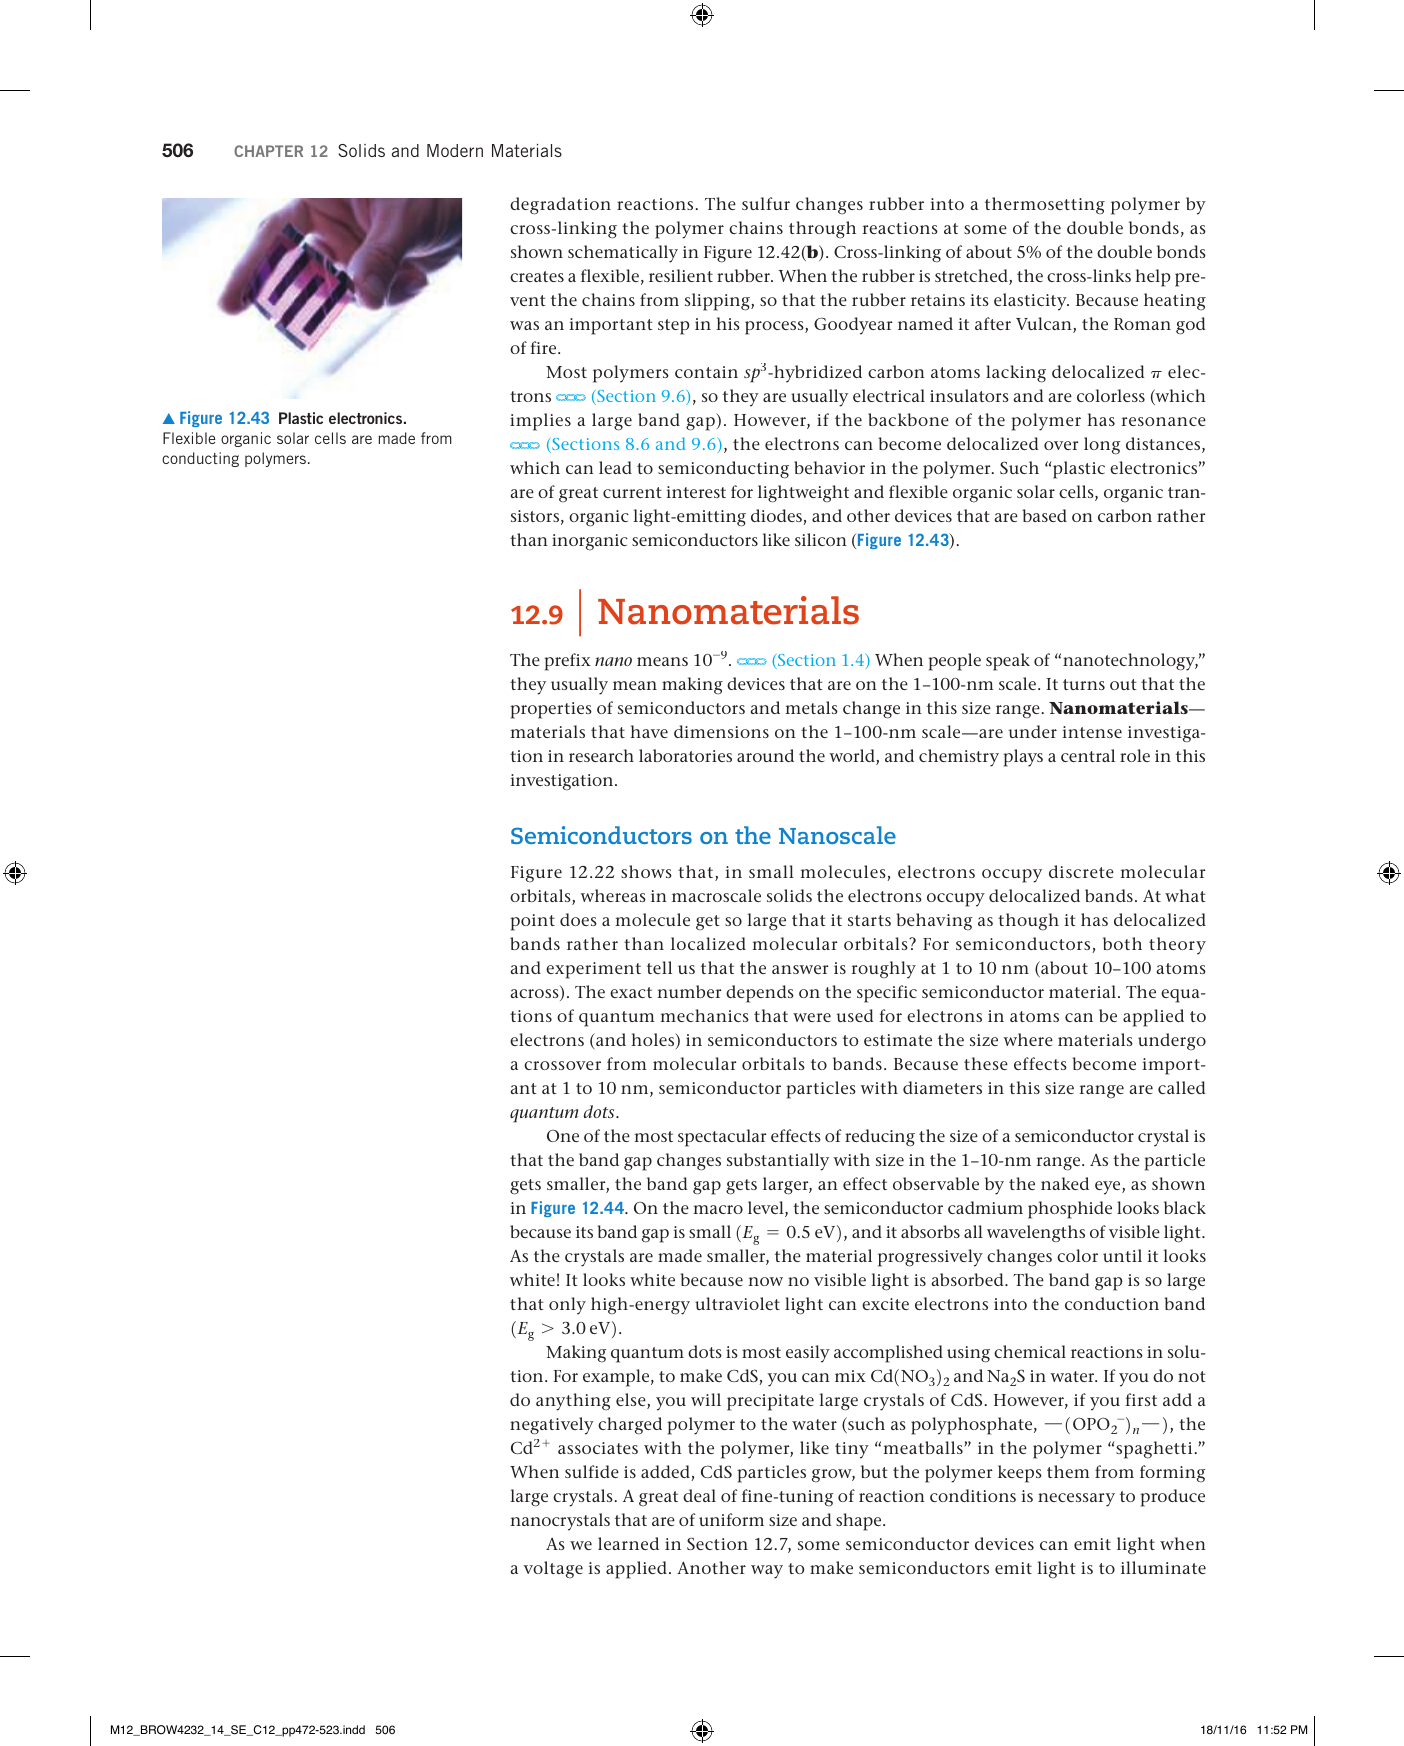 506 CHAPTER 12 Solids and Modern Materials
▲ Figure 12.43 Plastic electronics.
Flexible organic solar cells are made from
conducting polymers.
degradation reactions. The sulfur changes rubber into a thermosetting polymer by
cross-linking the polymer chains through reactions at some of the double bonds, as
shown schematically in Figure 12.42(b). Cross-linking of about 5% of the double bonds
creates a flexible, resilient rubber. When the rubber is stretched, the cross-links help pre-
vent the chains from slipping, so that the rubber retains its elasticity. Because heating
was an important step in his process, Goodyear named it after Vulcan, the Roman god
of fire.
Most polymers contain sp³-hybridized carbon atoms lacking delocalized π elec-
trons (Section 9.6), so they are usually electrical insulators and are colorless (which
implies a large band gap). However, if the backbone of the polymer has resonance
(Sections 8.6 and 9.6), the electrons can become delocalized over long distances,
which can lead to semiconducting behavior in the polymer. Such “plastic electronics”
are of great current interest for lightweight and flexible organic solar cells, organic tran-
sistors, organic light-emitting diodes, and other devices that are based on carbon rather
than inorganic semiconductors like silicon (Figure 12.43).
12.9 | Nanomaterials
The prefix nano means 10⁻⁹. (Section 1.4) When people speak of “nanotechnology,”
they usually mean making devices that are on the 1–100-nm scale. It turns out that the
properties of semiconductors and metals change in this size range. Nanomaterials—
materials that have dimensions on the 1–100-nm scale—are under intense investiga-
tion in research laboratories around the world, and chemistry plays a central role in this
investigation.
Semiconductors on the Nanoscale
Figure 12.22 shows that, in small molecules, electrons occupy discrete molecular
orbitals, whereas in macroscale solids the electrons occupy delocalized bands. At what
point does a molecule get so large that it starts behaving as though it has delocalized
bands rather than localized molecular orbitals? For semiconductors, both theory
and experiment tell us that the answer is roughly at 1 to 10 nm (about 10–100 atoms
across). The exact number depends on the specific semiconductor material. The equa-
tions of quantum mechanics that were used for electrons in atoms can be applied to
electrons (and holes) in semiconductors to estimate the size where materials undergo
a crossover from molecular orbitals to bands. Because these effects become import-
ant at 1 to 10 nm, semiconductor particles with diameters in this size range are called
quantum dots.
One of the most spectacular effects of reducing the size of a semiconductor crystal is
that the band gap changes substantially with size in the 1–10-nm range. As the particle
gets smaller, the band gap gets larger, an effect observable by the naked eye, as shown
in Figure 12.44. On the macro level, the semiconductor cadmium phosphide looks black
because its band gap is small (Eg = 0.5 eV), and it absorbs all wavelengths of visible light.
As the crystals are made smaller, the material progressively changes color until it looks
white! It looks white because now no visible light is absorbed. The band gap is so large
that only high-energy ultraviolet light can excite electrons into the conduction band
(Eg > 3.0 eV).
Making quantum dots is most easily accomplished using chemical reactions in solu-
tion. For example, to make CdS, you can mix Cd(NO₃)₂ and Na₂S in water. If you do not
do anything else, you will precipitate large crystals of CdS. However, if you first add a
negatively charged polymer to the water (such as polyphosphate, —(OPO₂⁻)ₙ—), the
Cd²⁺ associates with the polymer, like tiny “meatballs” in the polymer “spaghetti.”
When sulfide is added, CdS particles grow, but the polymer keeps them from forming
large crystals. A great deal of fine-tuning of reaction conditions is necessary to produce
nanocrystals that are of uniform size and shape.
As we learned in Section 12.7, some semiconductor devices can emit light when
a voltage is applied. Another way to make semiconductors emit light is to illuminate
M12_BROW4232_14_SE_C12_pp472-523.indd 506 18/11/16 11:52 PM